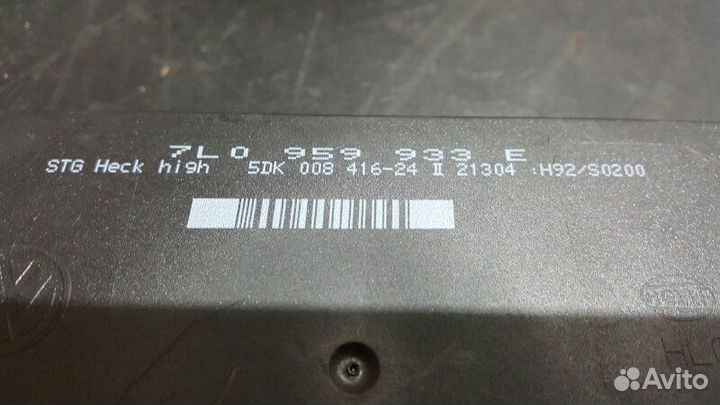 7L0 959 933 E
STG Heck high 5DK 008 416-24 II 21304 :H92/S0200
Avito